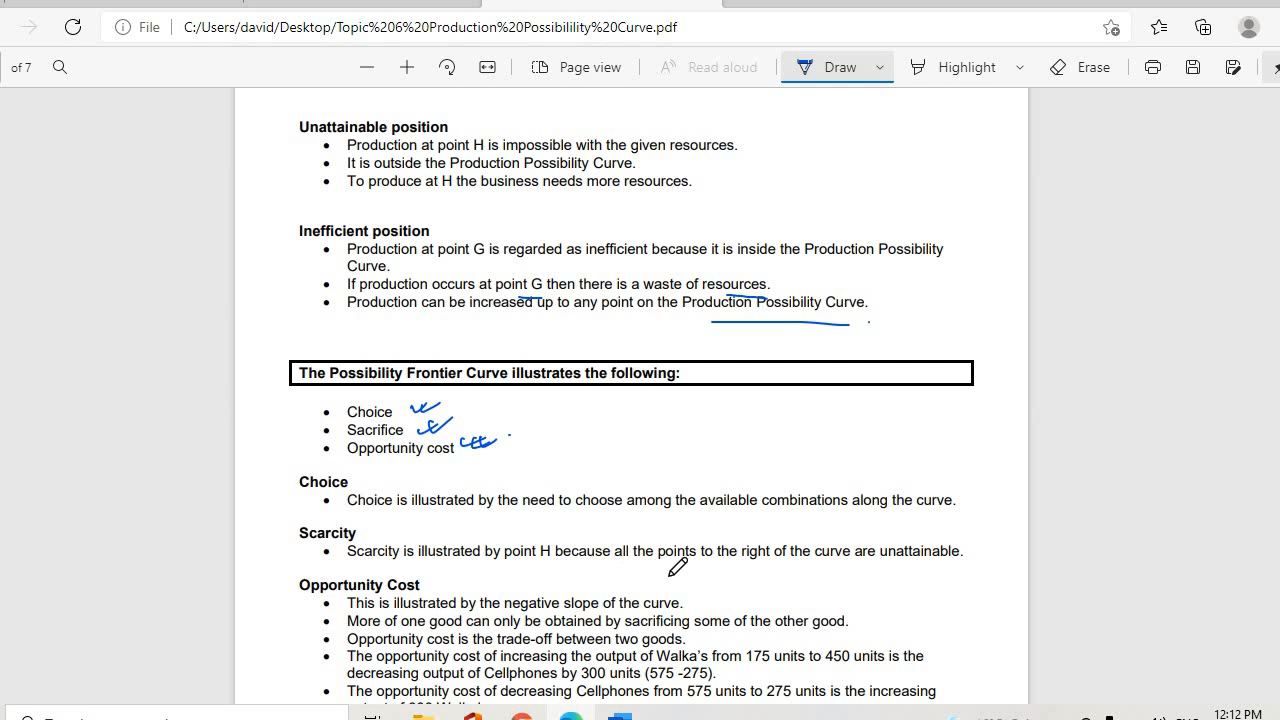 File
C:/Users/david/Desktop/Topic%206%20Production%20Possibilility%20Curve.pdf
of 7
Page view
Read aloud
Draw
Highlight
Erase
Unattainable position
• Production at point H is impossible with the given resources.
• It is outside the Production Possibility Curve.
• To produce at H the business needs more resources.
Inefficient position
• Production at point G is regarded as inefficient because it is inside the Production Possibility
Curve.
• If production occurs at point G then there is a waste of resources.
• Production can be increased up to any point on the Production Possibility Curve.
The Possibility Frontier Curve illustrates the following:
• Choice
• Sacrifice
• Opportunity cost
Choice
• Choice is illustrated by the need to choose among the available combinations along the curve.
Scarcity
• Scarcity is illustrated by point H because all the points to the right of the curve are unattainable.
Opportunity Cost
• This is illustrated by the negative slope of the curve.
• More of one good can only be obtained by sacrificing some of the other good.
• Opportunity cost is the trade-off between two goods.
• The opportunity cost of increasing the output of Walka's from 175 units to 450 units is the
decreasing output of Cellphones by 300 units (575 -275).
• The opportunity cost of decreasing Cellphones from 575 units to 275 units is the increasing
12:12 PM